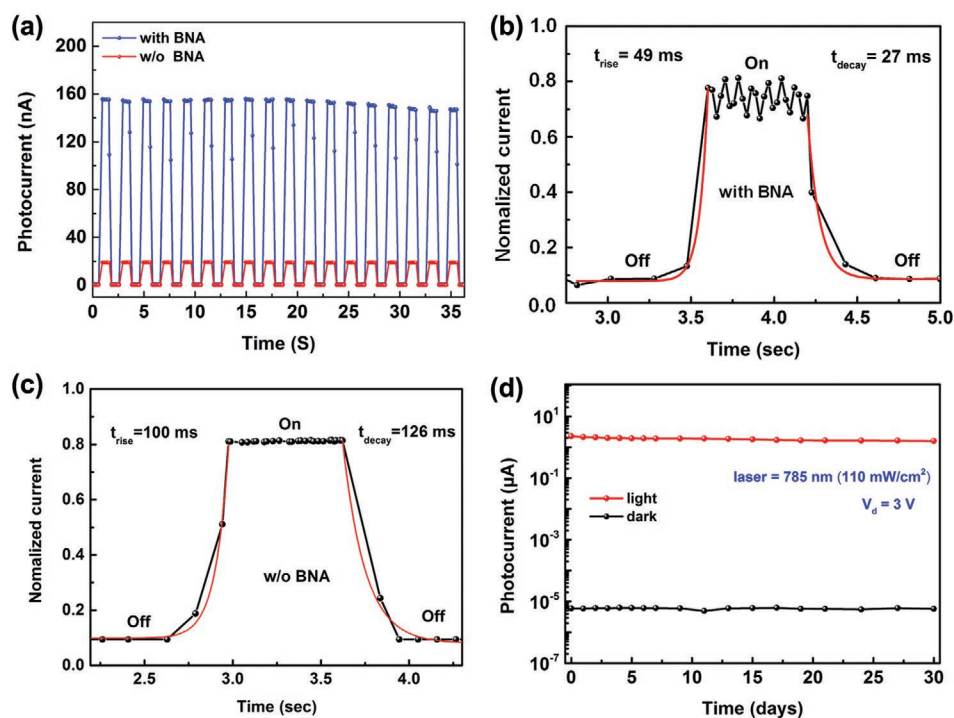 (a)
200
160
120
80
40
0
Photocurrent (nA)
with BNA
w/o BNA
0 5 10 15 20 25 30 35
Time (S)
(b)
1.0
0.8
0.6
0.4
0.2
0.0
Nomalized current
t_rise = 49 ms
On
t_decay = 27 ms
with BNA
Off
Off
3.0 3.5 4.0 4.5 5.0
Time (sec)
(c)
1.0
0.8
0.6
0.4
0.2
0.0
Nomalized current
t_rise = 100 ms
On
t_decay = 126 ms
w/o BNA
Off
Off
2.5 3.0 3.5 4.0
Time (sec)
(d)
10^1
10^-1
10^-3
10^-5
10^-7
Photocurrent (μA)
laser = 785 nm (110 mW/cm²)
V_d = 3 V
light
dark
0 5 10 15 20 25 30
Time (days)